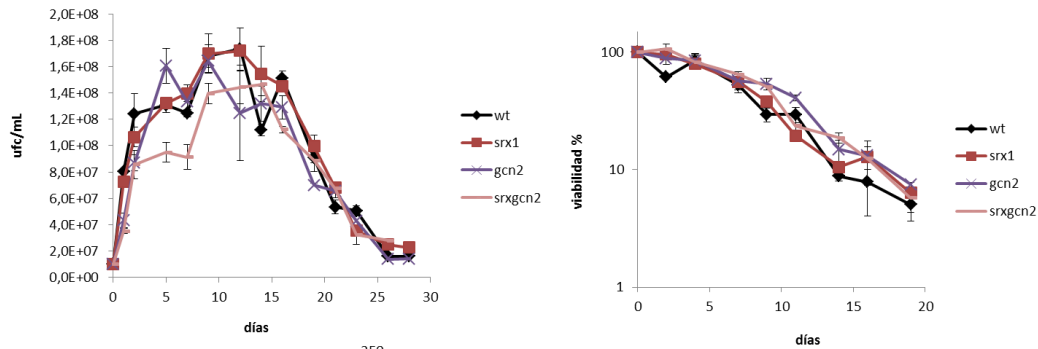 2,0E+08
1,8E+08
1,6E+08
1,4E+08
1,2E+08
1,0E+08
8,0E+07
6,0E+07
4,0E+07
2,0E+07
0,0E+00
ufc/mL
0 5 10 15 20 25 30
días
wt
srx1
gcn2
srxgcn2
100
10
1
viabilidad %
0 5 10 15 20
días
wt
srx1
gcn2
srxgcn2